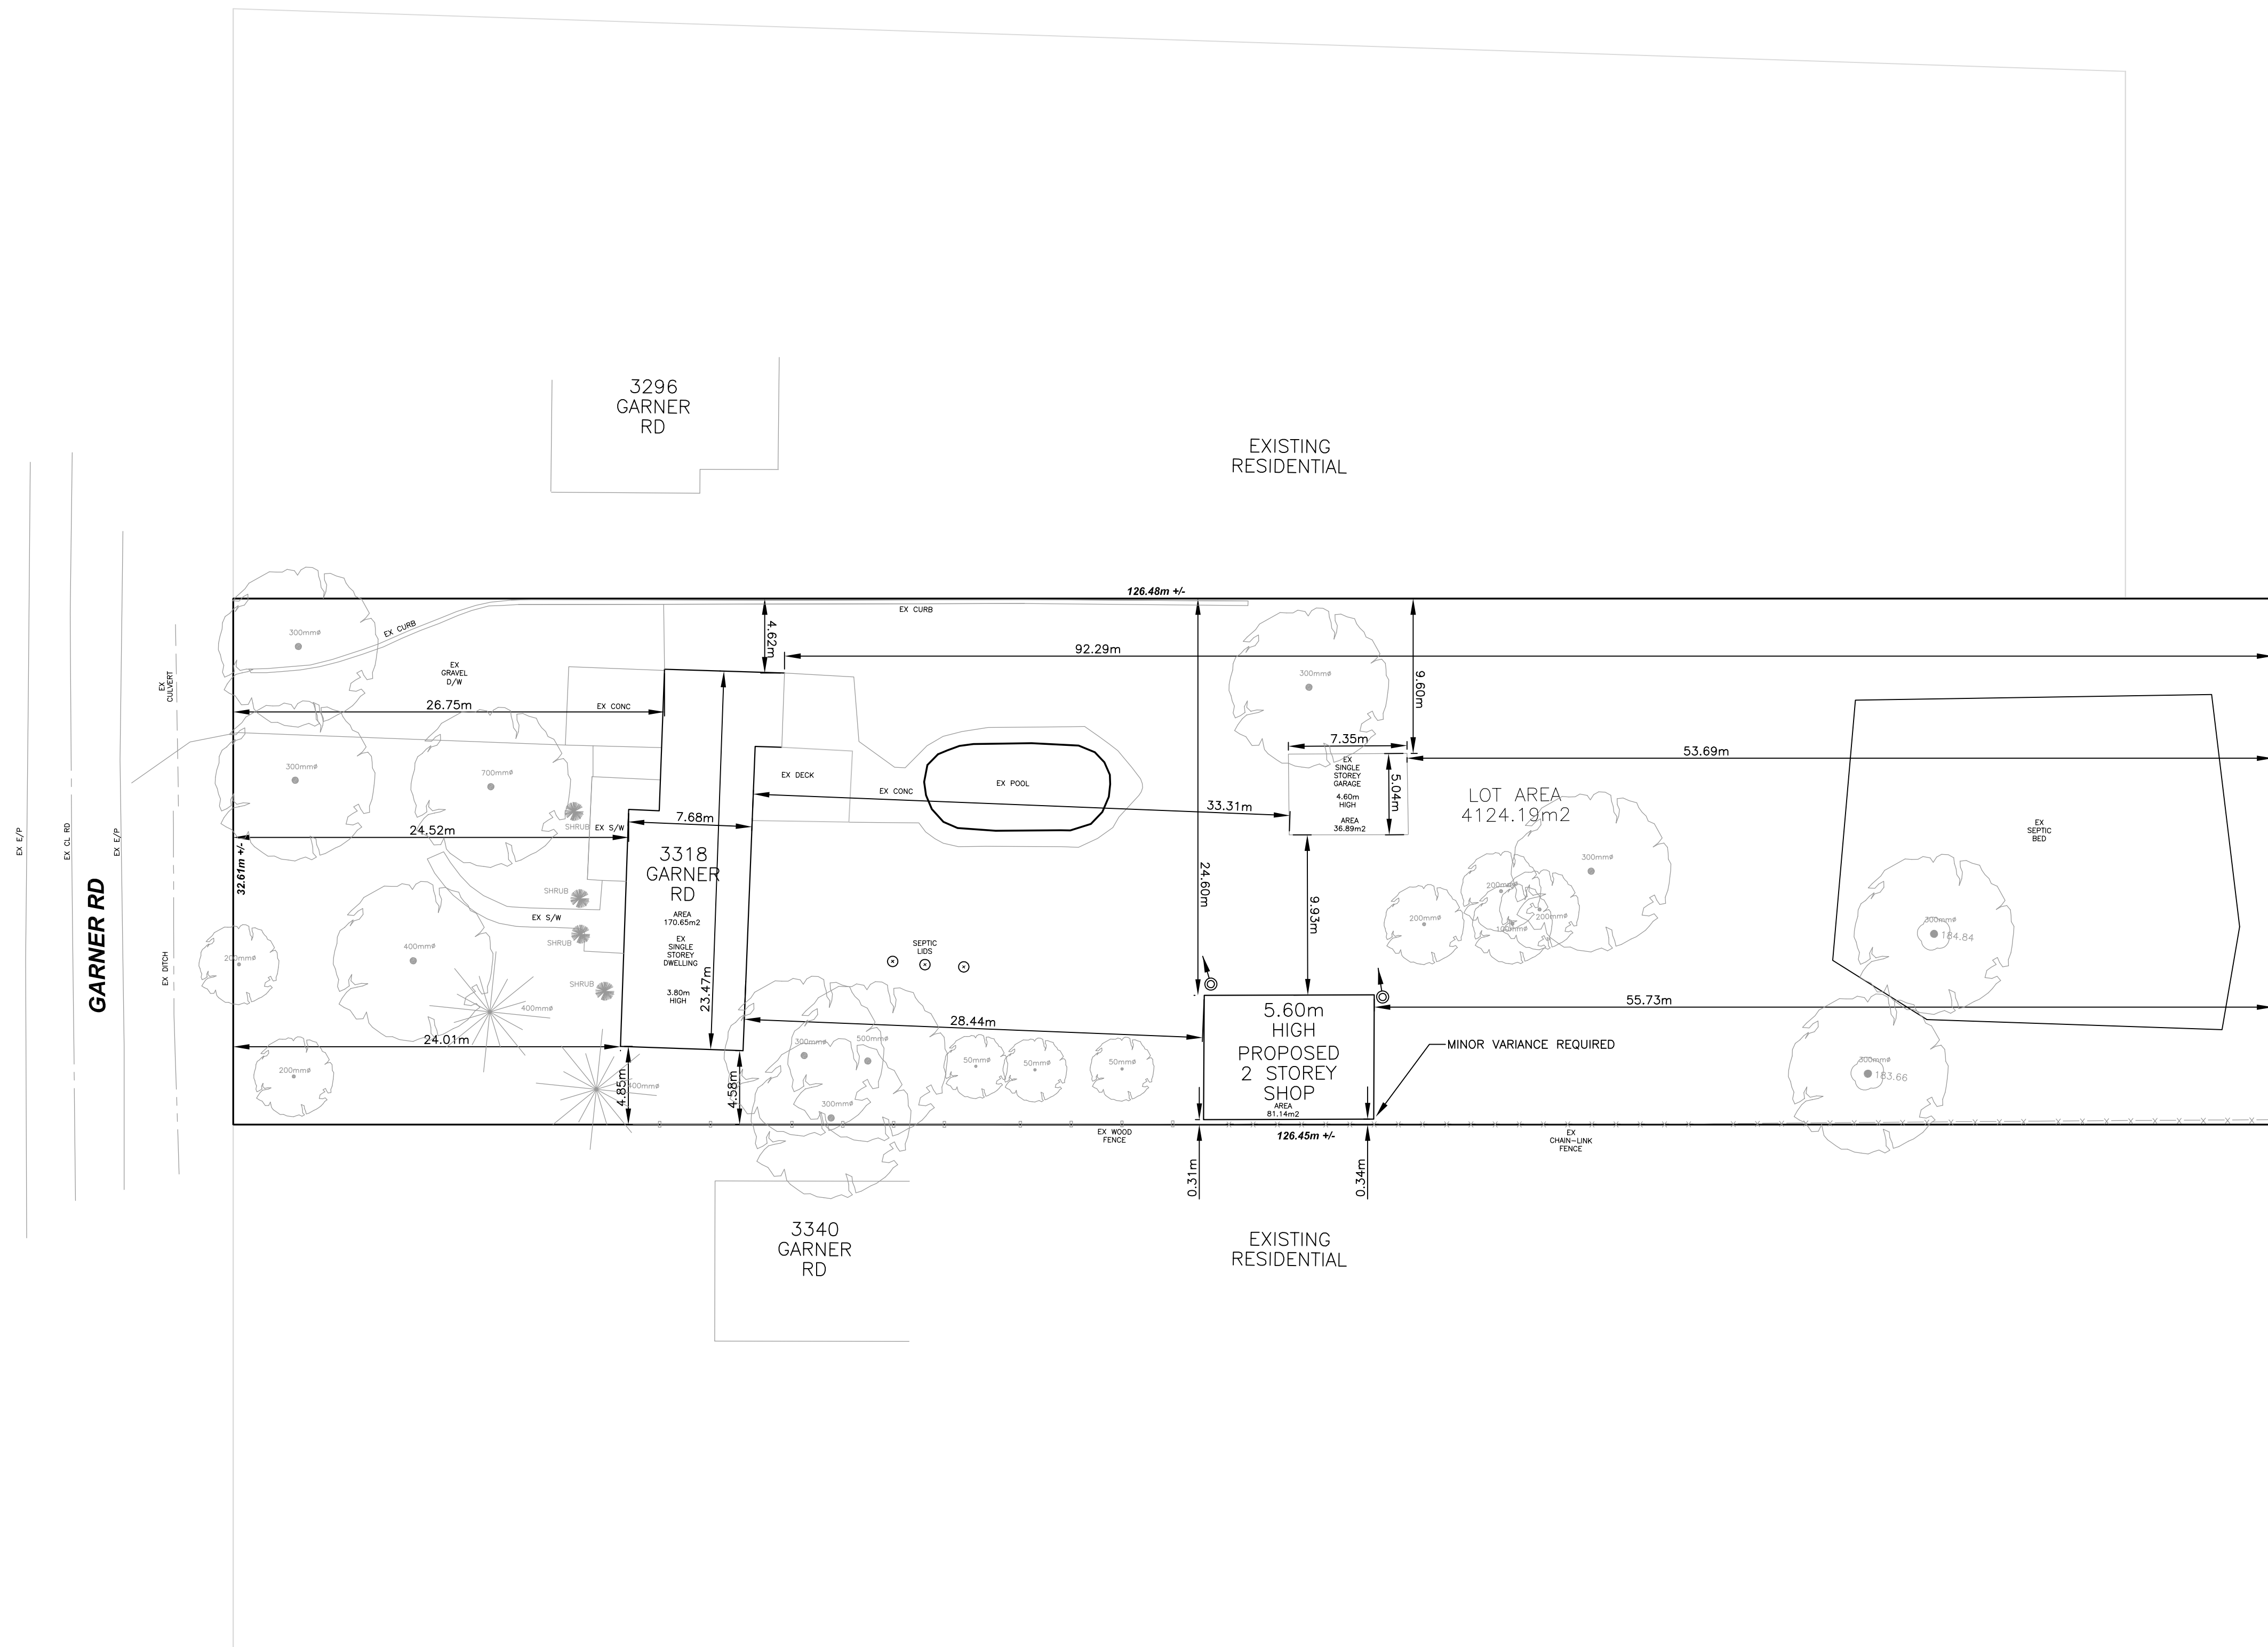 3296
GARNER
RD
EXISTING
RESIDENTIAL
126.48m +/-
EX CURB
EX CURB
300mmø
4.62m
92.29m
300mmø
9.60m
EX
CULVERT
EX
GRAVEL
D/W
26.75m
EX CONC
7.35m
53.69m
EX
SINGLE
STOREY
GARAGE
4.60m
HIGH
AREA
36.89m2
5.04m
300mmø
700mmø
EX DECK
EX POOL
EX CONC
33.31m
LOT AREA
4124.19m2
EX
SEPTIC
BED
SHRUB
EX S/W
24.52m
7.68m
EX E/P
EX CL RD
EX E/P
GARNER RD
32.61m +/-
3318
GARNER
RD
AREA
170.65m2
EX
SINGLE
STOREY
DWELLING
3.80m
HIGH
23.47m
24.60m
9.93m
300mmø
200mmø
200mmø
200mmø
100mmø
SHRUB
EX S/W
SHRUB
SEPTIC
LIDS
300mmø
184.84
EX DITCH
200mmø
400mmø
SHRUB
400mmø
28.44m
55.73m
5.60m
HIGH
PROPOSED
2 STOREY
SHOP
AREA
81.14m2
MINOR VARIANCE REQUIRED
24.01m
300mmø
500mmø
50mmø
50mmø
50mmø
200mmø
4.85m
400mmø
4.58m
300mmø
300mmø
183.66
EX WOOD
FENCE
126.45m +/-
EX
CHAIN-LINK
FENCE
0.31m
0.34m
3340
GARNER
RD
EXISTING
RESIDENTIAL